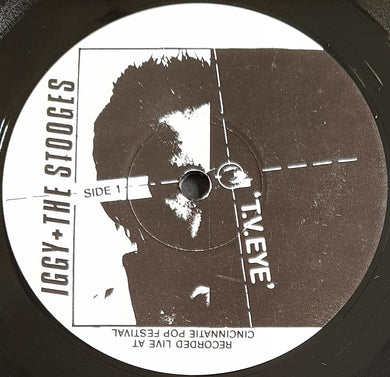 IGGY+THE STOOGES
SIDE 1
'T.V.EYE'
RECORDED LIVE AT
CINCINNATIE POP FESTIVAL